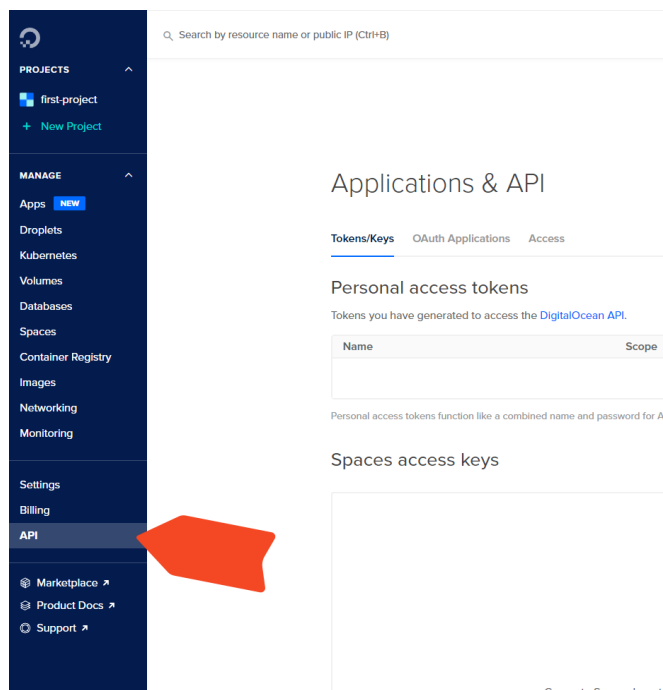 Search by resource name or public IP (Ctrl+B)
PROJECTS
first-project
+ New Project
MANAGE
Apps NEW
Droplets
Kubernetes
Volumes
Databases
Spaces
Container Registry
Images
Networking
Monitoring
Settings
Billing
API
Marketplace ↗
Product Docs ↗
Support ↗
Applications & API
Tokens/Keys OAuth Applications Access
Personal access tokens
Tokens you have generated to access the DigitalOcean API.
Name Scope
Personal access tokens function like a combined name and password for A
Spaces access keys